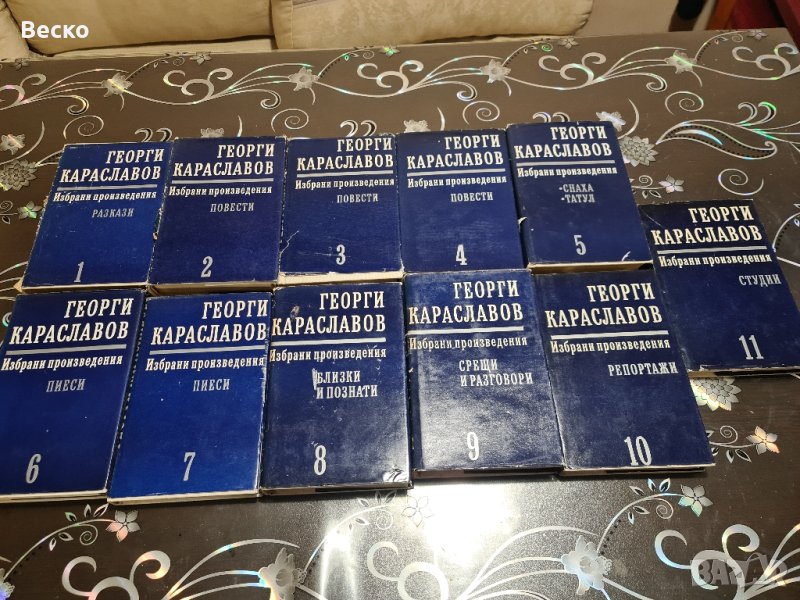 Веско
ГЕОРГИ
КАРАСЛАВОВ
Избрани произведения
РАЗКАЗИ
1
ГЕОРГИ
КАРАСЛАВОВ
Избрани произведения
ПОВЕСТИ
2
ГЕОРГИ
КАРАСЛАВОВ
Избрани произведения
ПОВЕСТИ
3
ГЕОРГИ
КАРАСЛАВОВ
Избрани произведения
ПОВЕСТИ
4
ГЕОРГИ
КАРАСЛАВОВ
Избрани произведения
-СНАХА
-ТАТУЛ
5
ГЕОРГИ
КАРАСЛАВОВ
Избрани произведения
СТУДИИ
11
ГЕОРГИ
КАРАСЛАВОВ
Избрани произведения
ПИЕСИ
6
ГЕОРГИ
КАРАСЛАВОВ
Избрани произведения
ПИЕСИ
7
ГЕОРГИ
КАРАСЛАВОВ
Избрани произведения
БЛИЗКИ
И ПОЗНАТИ
8
ГЕОРГИ
КАРАСЛАВОВ
Избрани произведения
СРЕЩИ
И РАЗГОВОРИ
9
ГЕОРГИ
КАРАСЛАВОВ
Избрани произведения
РЕПОРТАЖИ
10